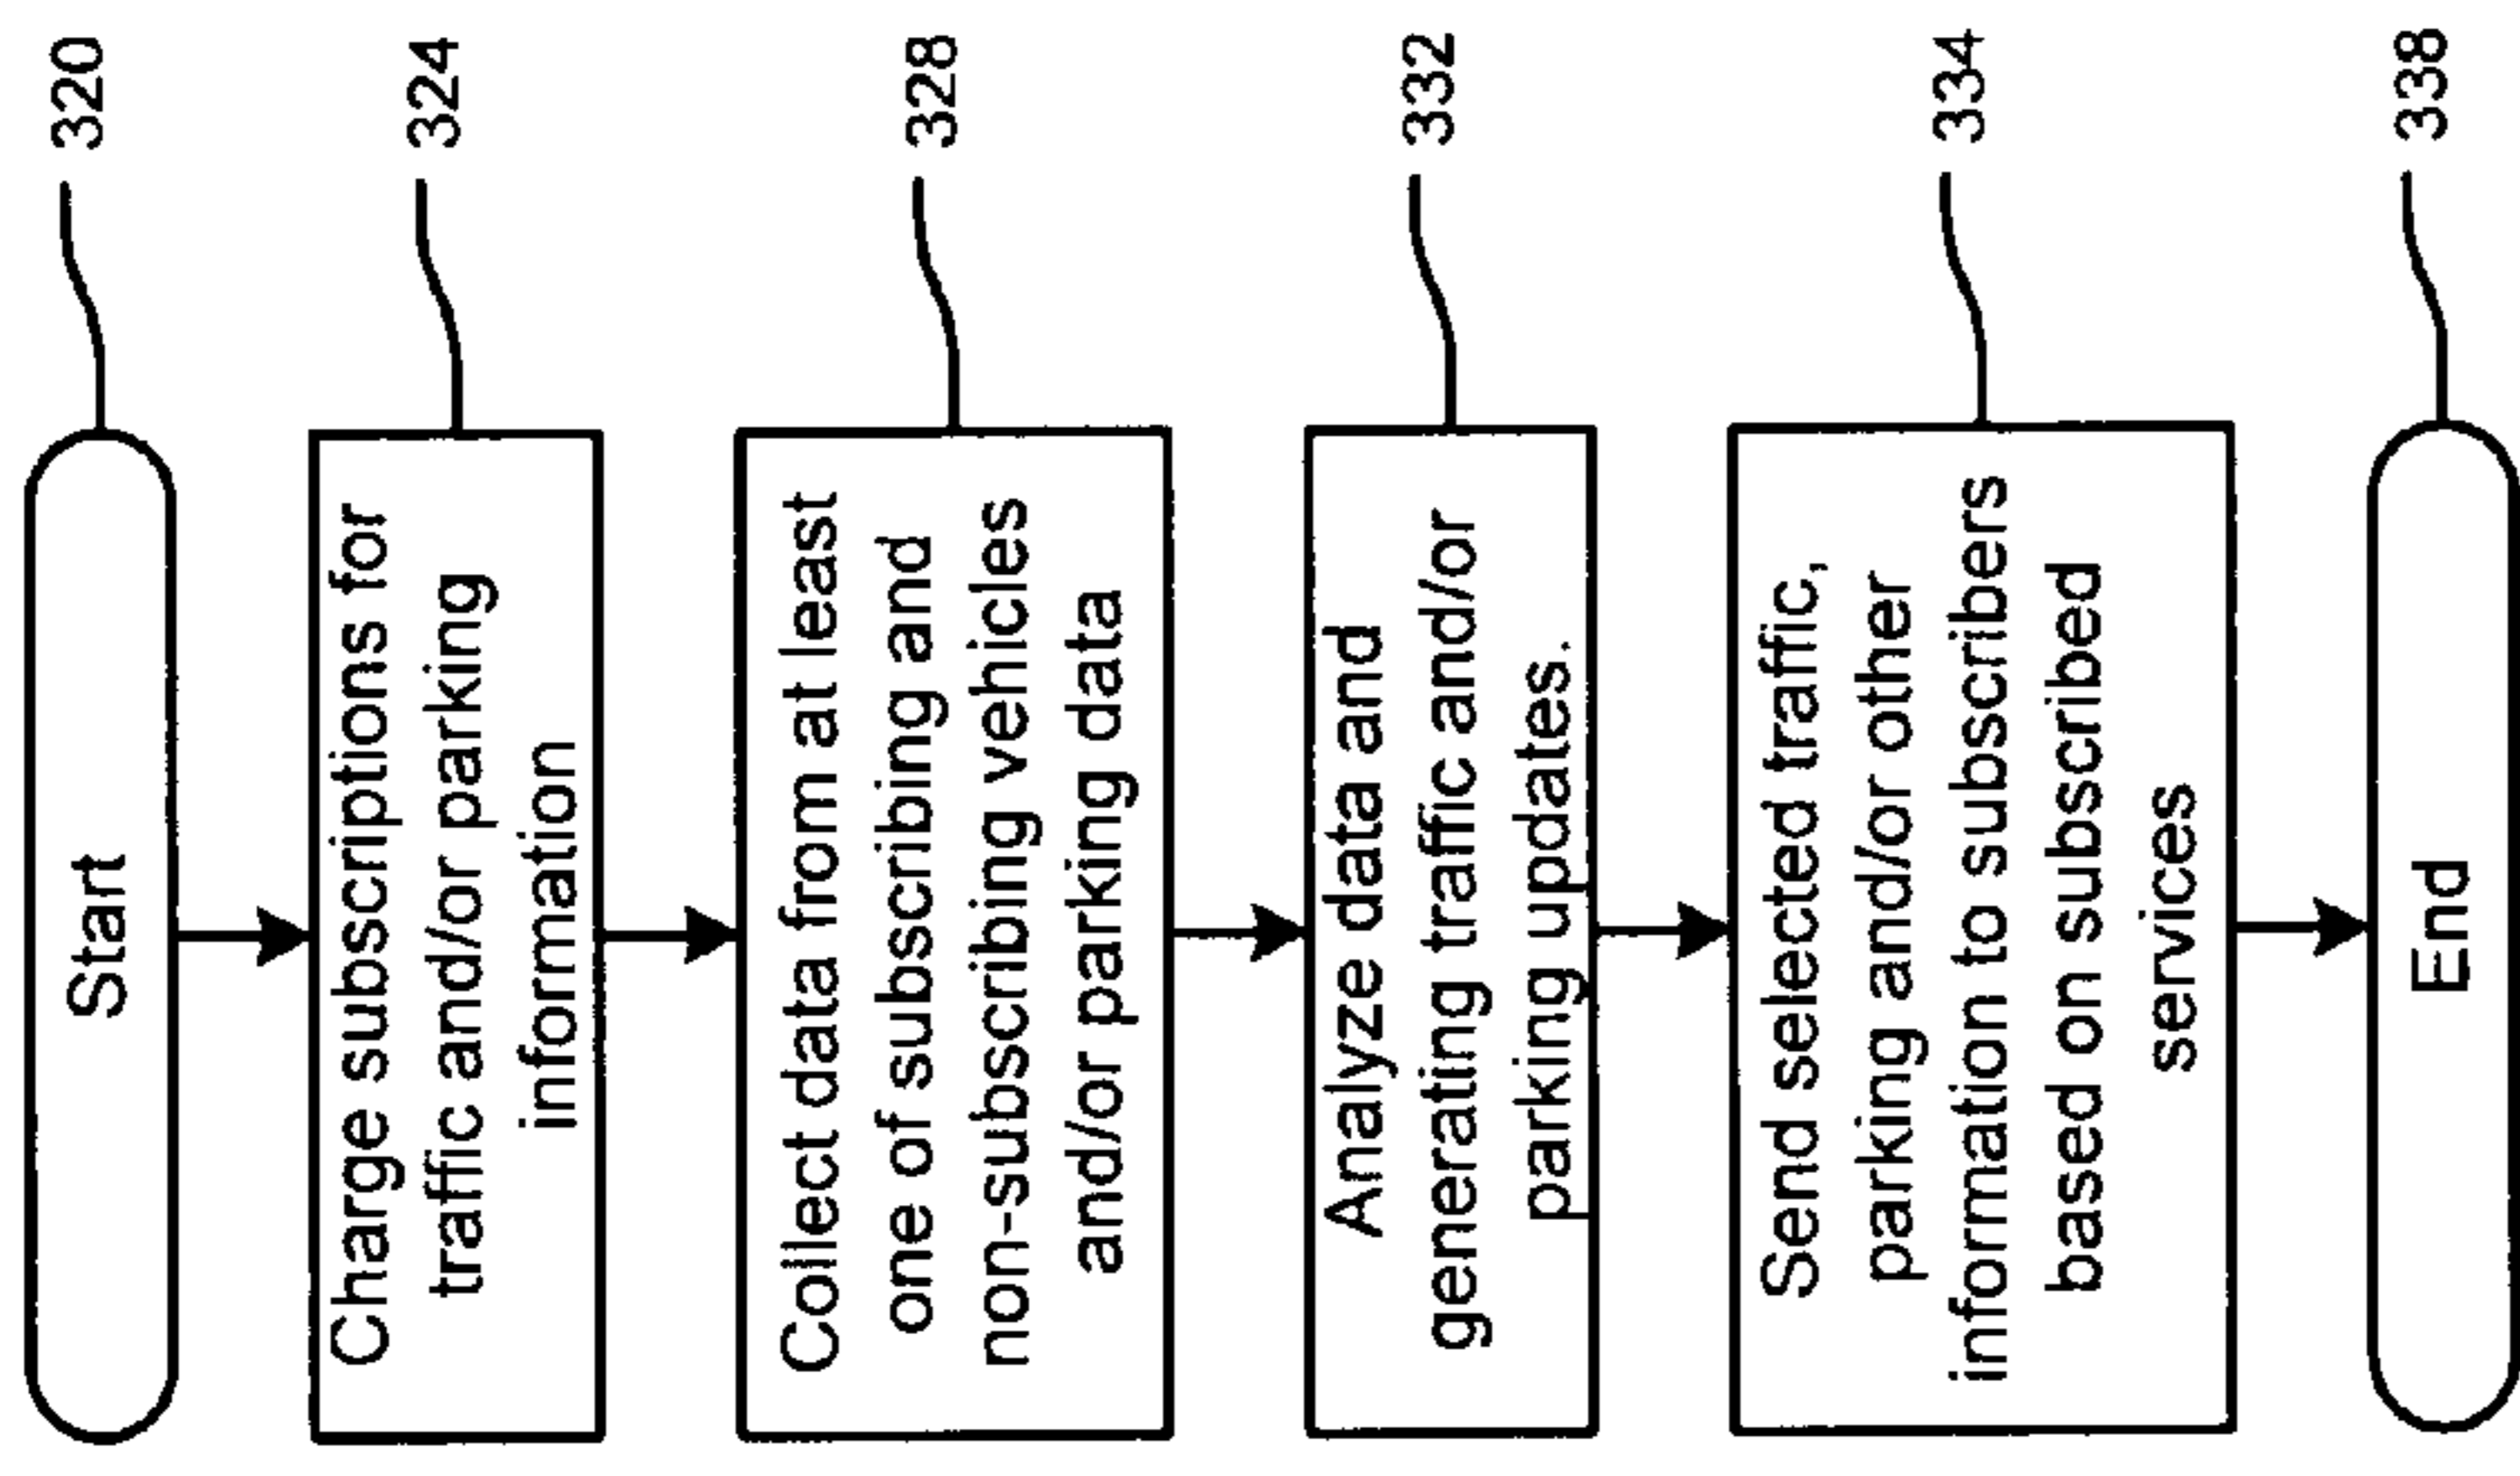 Start
320
Charge subscriptions for
traffic and/or parking
information
324
Collect data from at least
one of subscribing and
non-subscribing vehicles
and/or parking data
328
Analyze data and
generating traffic and/or
parking updates.
332
Send selected traffic,
parking and/or other
information to subscribers
based on subscribed
services
334
End
338